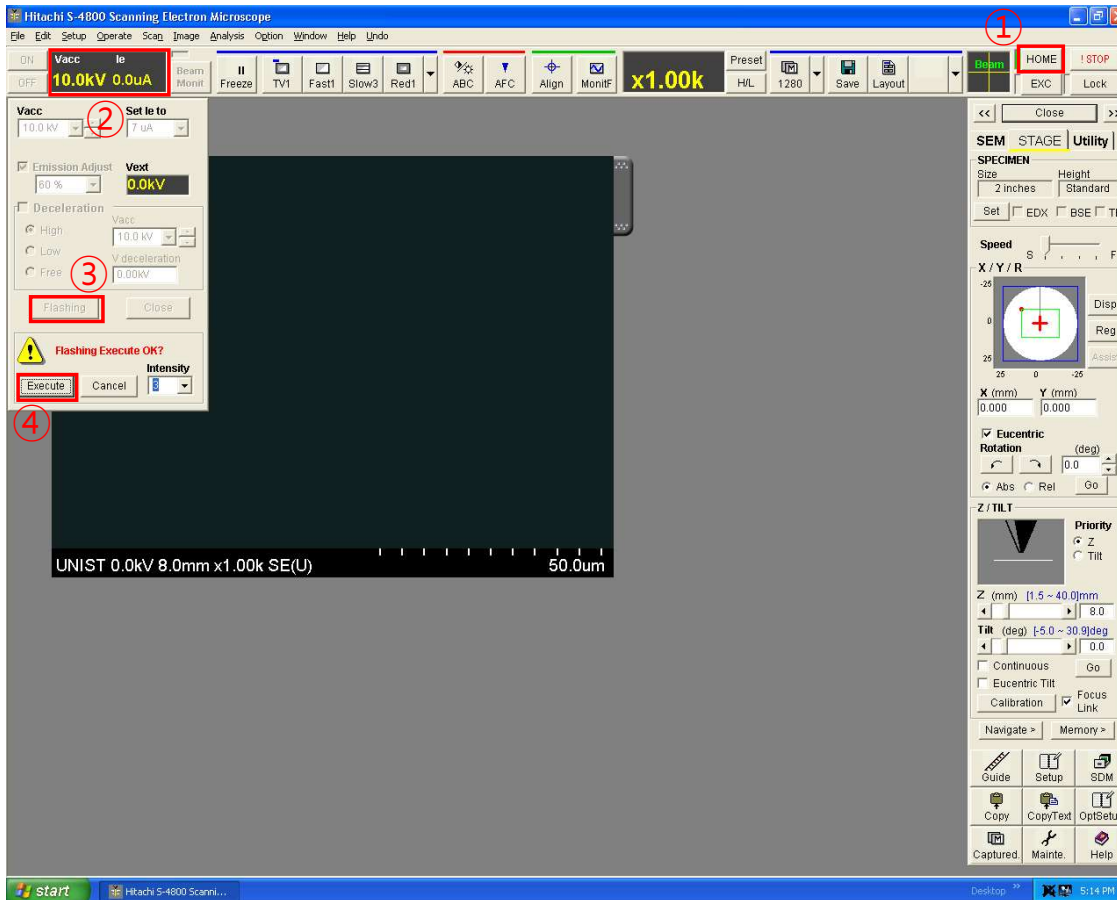 Hitachi S-4800 Scanning Electron Microscope
File Edit Setup Operate Scan Image Analysis Option Window Help Undo
①
ON
OFF
Vacc Ie
10.0kV 0.0uA
Beam
Monit
Freeze
TV1
Fast1
Slow3
Red1
ABC
AFC
Align
MonitF
x1.00k
Preset
H/L
1280
Save
Layout
Beam
HOME
EXC
! STOP
Lock
Vacc
②
Set Ie to
10.0 kV
7 uA
Emission Adjust
Vext
60 %
0.0kV
Deceleration
High
Low
Free
Vacc
10.0 kV
V deceleration
0.00kV
③
Flashing
Close
Flashing Execute OK?
Intensity
Execute
Cancel
3
④
UNIST 0.0kV 8.0mm x1.00k SE(U)
50.0um
<< Close >>
SEM STAGE Utility
SPECIMEN
Size Height
2 inches Standard
Set EDX BSE
Speed
S F
X / Y / R
-25
0
25
25 0 -25
Disp
Reg
X (mm) Y (mm)
0.000 0.000
Eucentric
Rotation (deg)
0.0
Abs Rel Go
Z / TILT
Priority
Z
Tilt
Z (mm) [1.5 ~ 40.0]mm
8.0
Tilt (deg) [-5.0 ~ 30.9]deg
0.0
Continuous Go
Eucentric Tilt
Calibration
Focus
Link
Navigate > Memory >
Guide Setup SDM
Copy CopyText OptSetu
Captured. Mainte. Help
start
Hitachi S-4800 Scanni...
Desktop »
5:14 PM